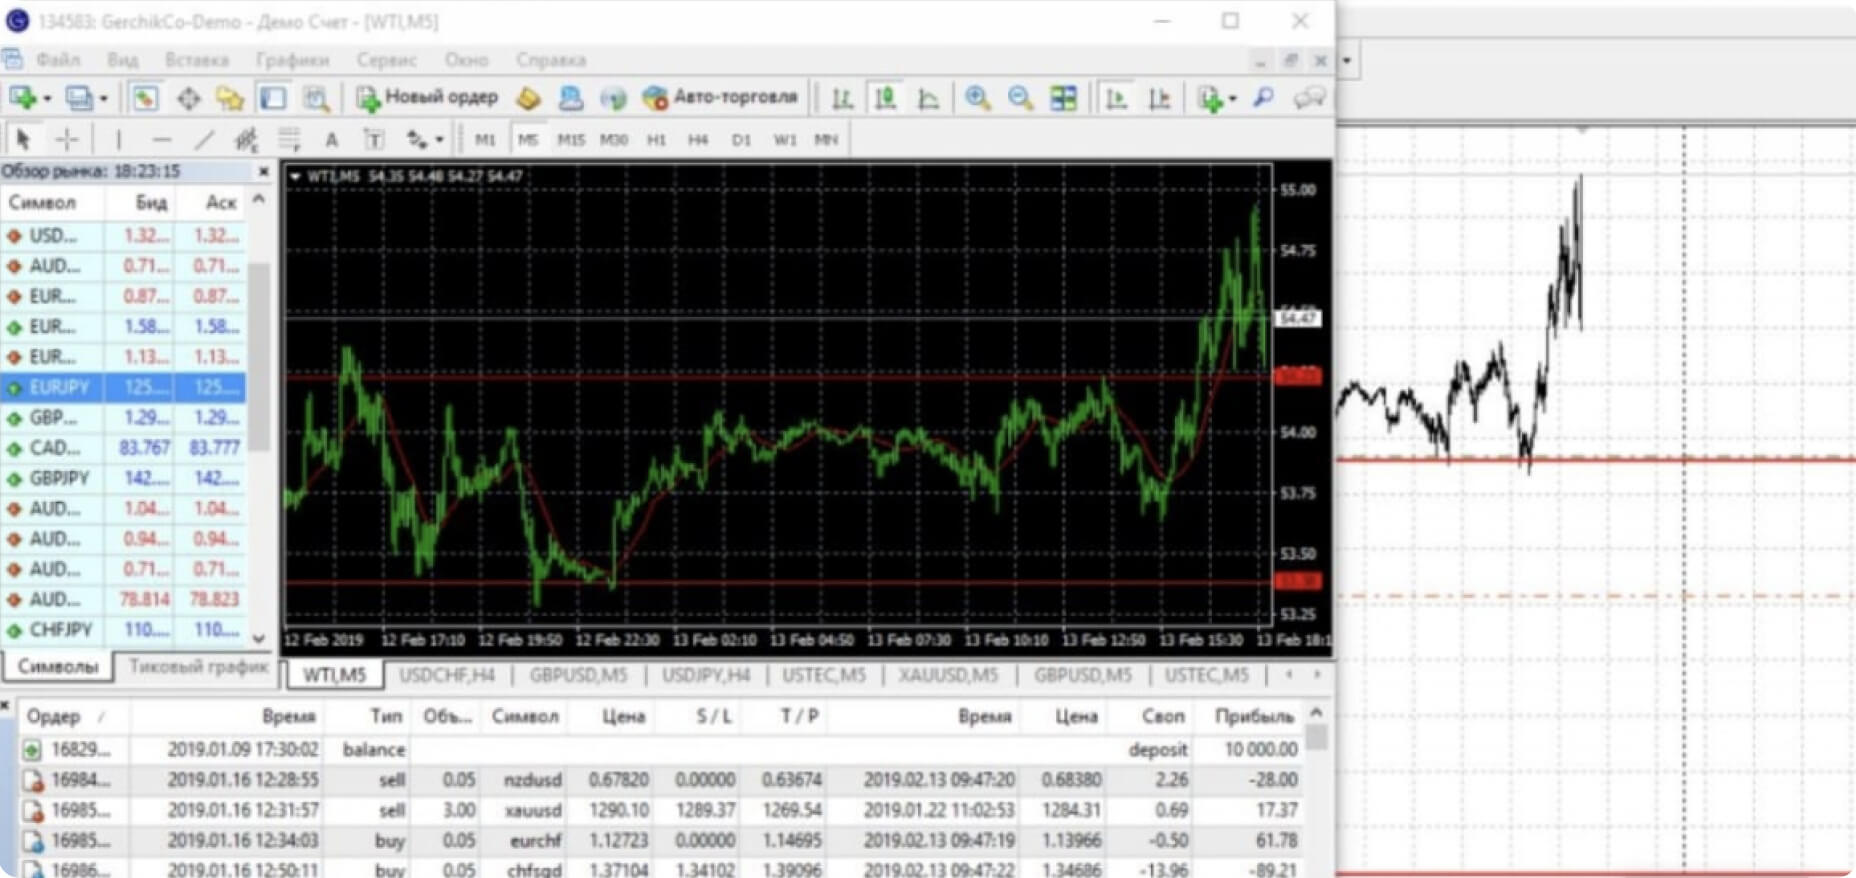 134583: GerchikCo-Demo - Демо Счет - [WTI,M5]
Файл Вид Вставка Графики Сервис Окно Справка
Новый ордер Авто-торговля
A T M1 M5 M15 M30 H1 H4 D1 W1 MN
Обзор рынка: 18:23:15
Символ Бид Аск
USD... 1.32... 1.32...
AUD... 0.71... 0.71...
EUR... 0.87... 0.87...
EUR... 1.58... 1.58...
EUR... 1.13... 1.13...
EURJPY 125.... 125....
GBP... 1.29... 1.29...
CAD... 83.767 83.777
GBPJPY 142.... 142....
AUD... 1.04... 1.04...
AUD... 0.94... 0.94...
AUD... 0.71... 0.71...
AUD... 78.814 78.823
CHFJPY 110.... 110....
Символы Тиковый график
WTI,M5 54.35 54.48 54.27 54.47
55.00
54.75
54.50
54.47
54.00
53.75
53.50
53.25
12 Feb 2019 12 Feb 17:10 12 Feb 19:50 12 Feb 22:30 13 Feb 02:10 13 Feb 04:50 13 Feb 07:30 13 Feb 10:10 13 Feb 12:50 13 Feb 15:30 13 Feb 18:1
WTI,M5 USDCHF,H4 GBPUSD,M5 USDJPY,H4 USTEC,M5 XAUUSD,M5 GBPUSD,M5 USTEC,M5
Ордер / Время Тип Объ... Символ Цена S / L T / P Время Цена Своп Прибыль
16829... 2019.01.09 17:30:02 balance deposit 10 000.00
16984... 2019.01.16 12:28:55 sell 0.05 nzdusd 0.67820 0.00000 0.63674 2019.02.13 09:47:20 0.68380 2.26 -28.00
16985... 2019.01.16 12:31:57 sell 3.00 xauusd 1290.10 1289.37 1269.54 2019.01.22 11:02:53 1284.31 0.69 17.37
16985... 2019.01.16 12:34:03 buy 0.05 eurchf 1.12723 0.00000 1.14695 2019.02.13 09:47:19 1.13966 -0.50 61.78
16986... 2019.01.16 12:50:11 buy 0.05 chfsgd 1.37104 1.34102 1.39096 2019.02.13 09:47:22 1.34686 -13.96 -89.21